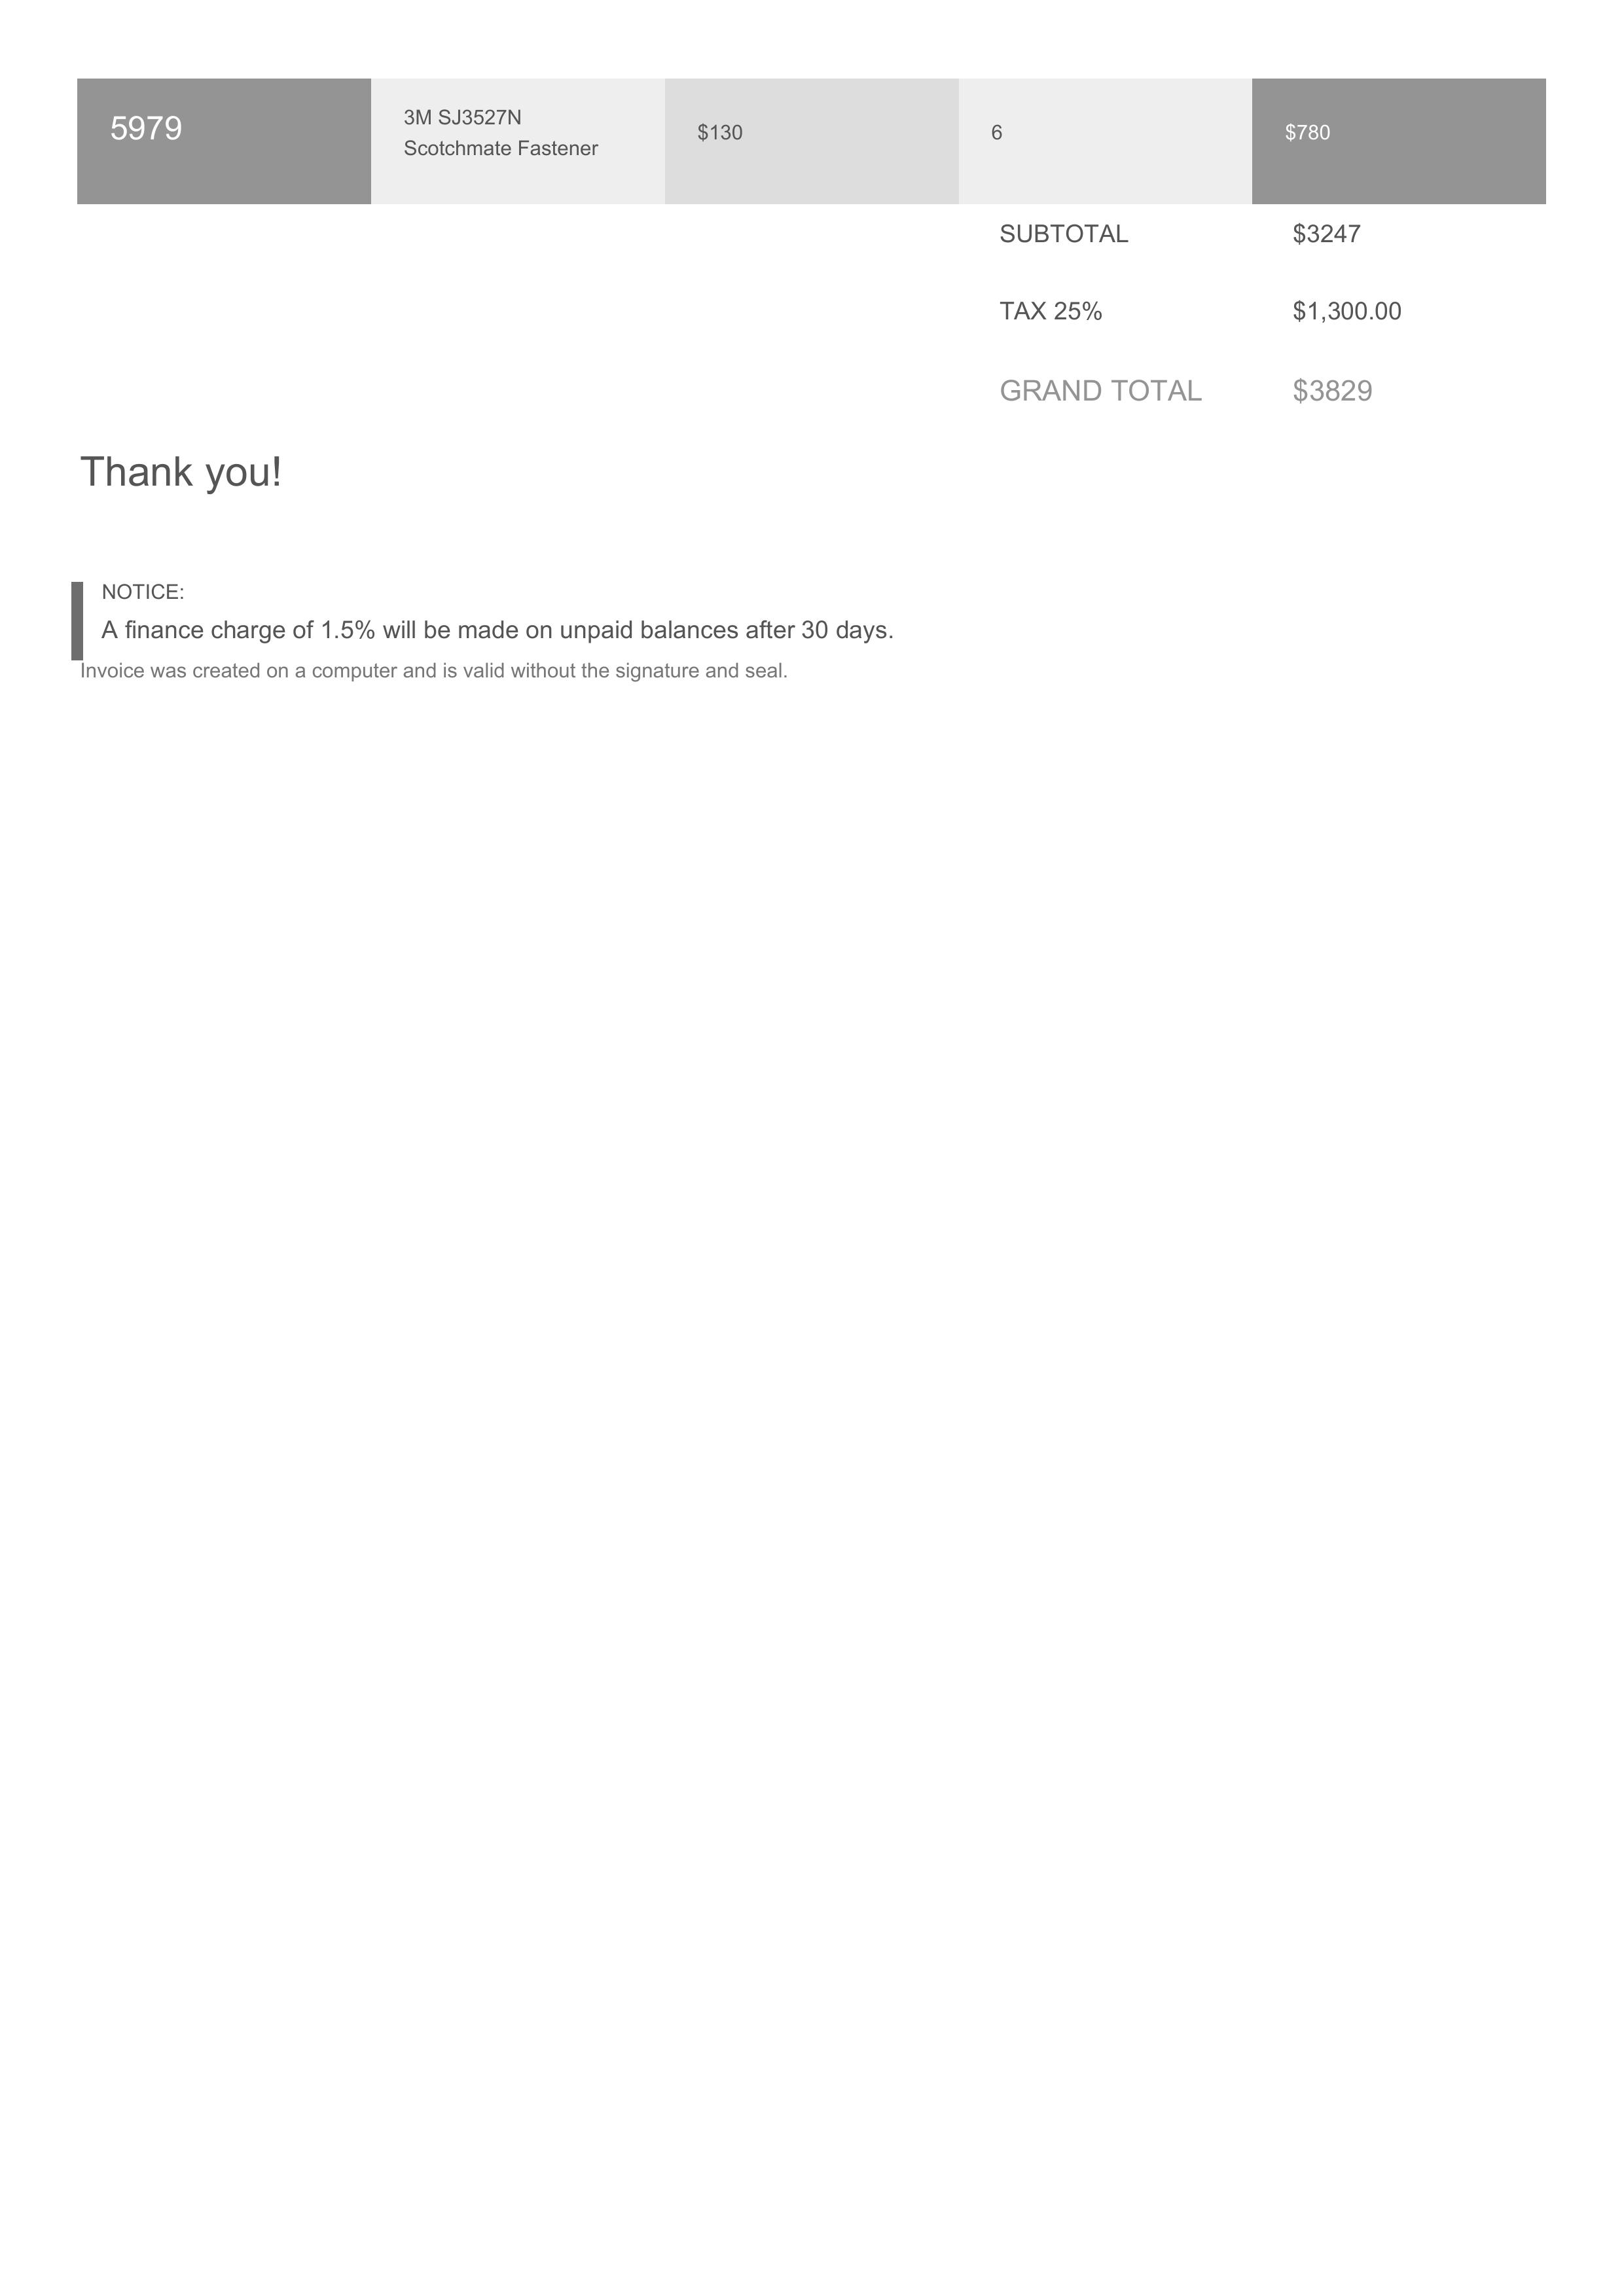 5979 3M SJ3527N $130 6 $780
Scotchmate Fastener
SUBTOTAL $3247
TAX 25% $1,300.00
GRAND TOTAL $3829
Thank you!
NOTICE:
A finance charge of 1.5% will be made on unpaid balances after 30 days.
Invoice was created on a computer and is valid without the signature and seal.